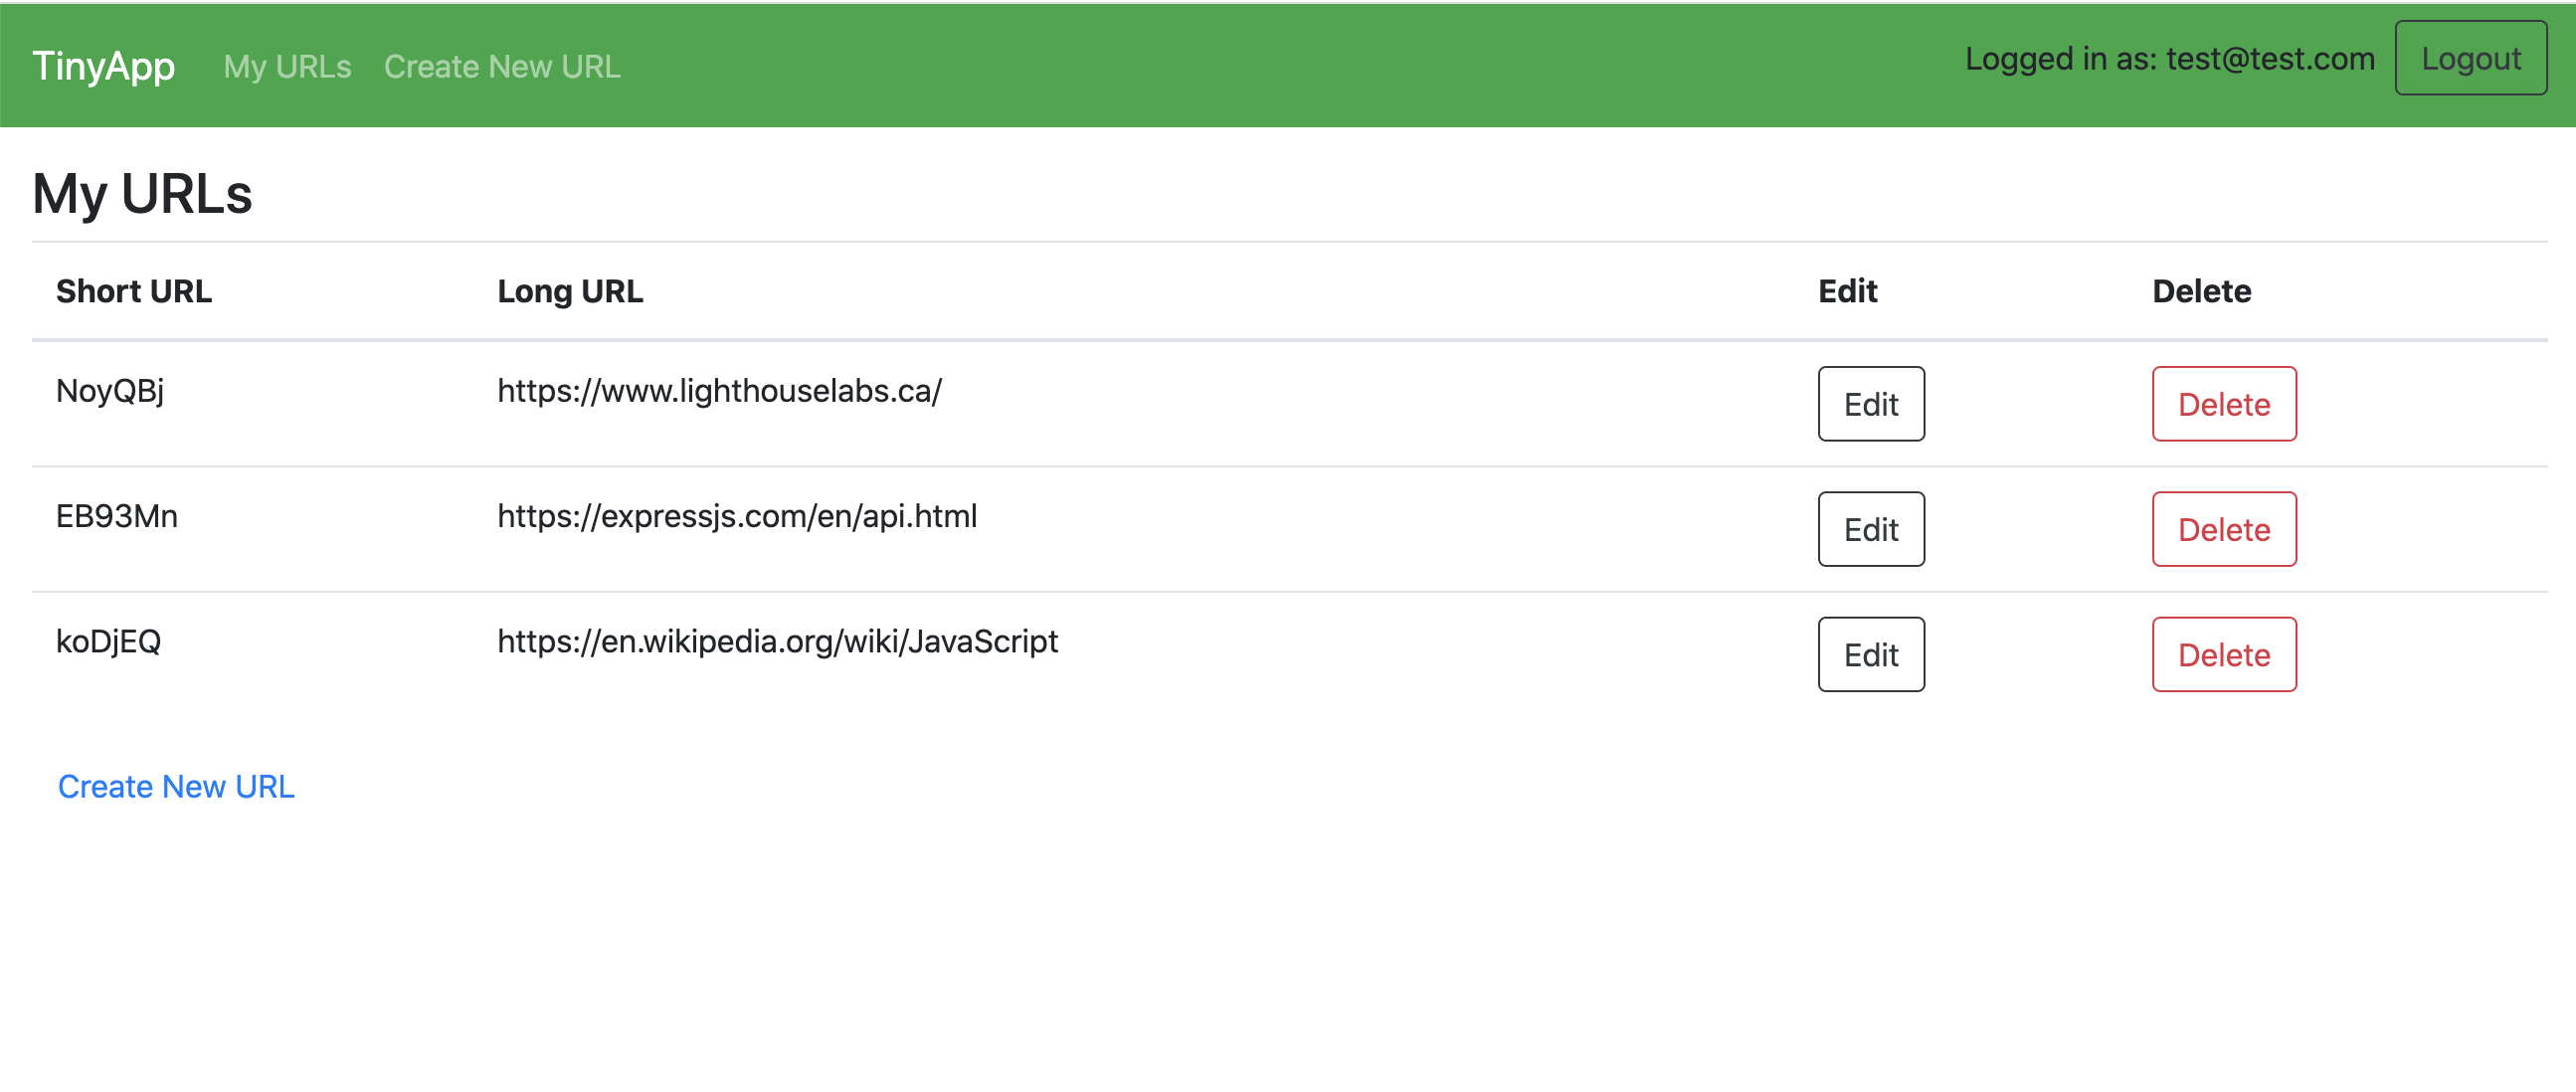 TinyApp My URLs Create New URL Logged in as: test@test.com Logout
My URLs
Short URL Long URL Edit Delete
NoyQBj https://www.lighthouselabs.ca/ Edit Delete
EB93Mn https://expressjs.com/en/api.html Edit Delete
koDjEQ https://en.wikipedia.org/wiki/JavaScript Edit Delete
Create New URL